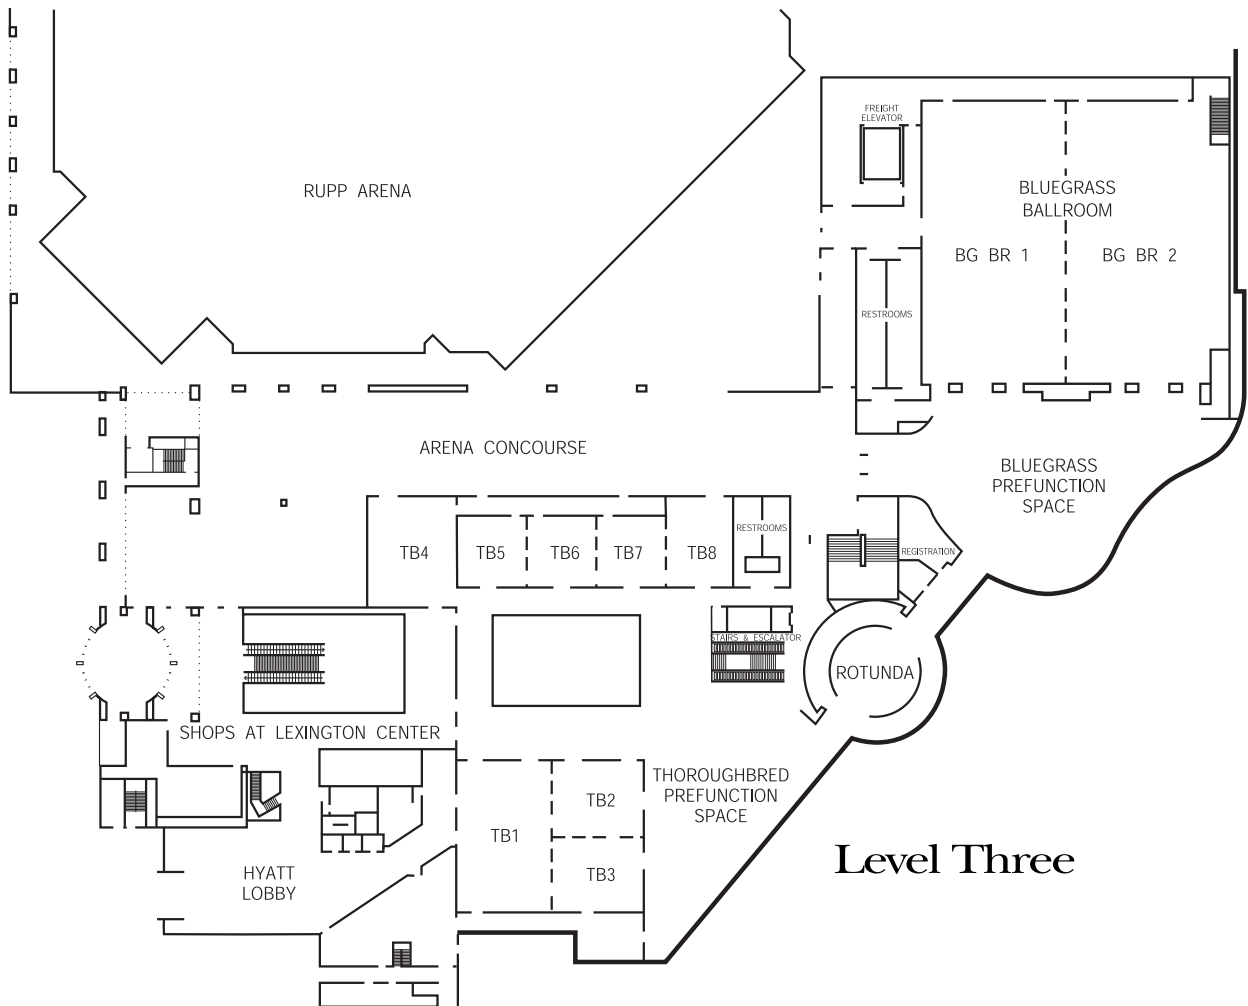 FREIGHT
ELEVATOR
RUPP ARENA
BLUEGRASS
BALLROOM
BG BR 1
BG BR 2
RESTROOMS
ARENA CONCOURSE
BLUEGRASS
PREFUNCTION
SPACE
TB4
TB5
TB6
TB7
TB8
RESTROOMS
REGISTRATION
STAIRS & ESCALATOR
ROTUNDA
SHOPS AT LEXINGTON CENTER
THOROUGHBRED
PREFUNCTION
SPACE
TB1
TB2
TB3
HYATT
LOBBY
Level Three